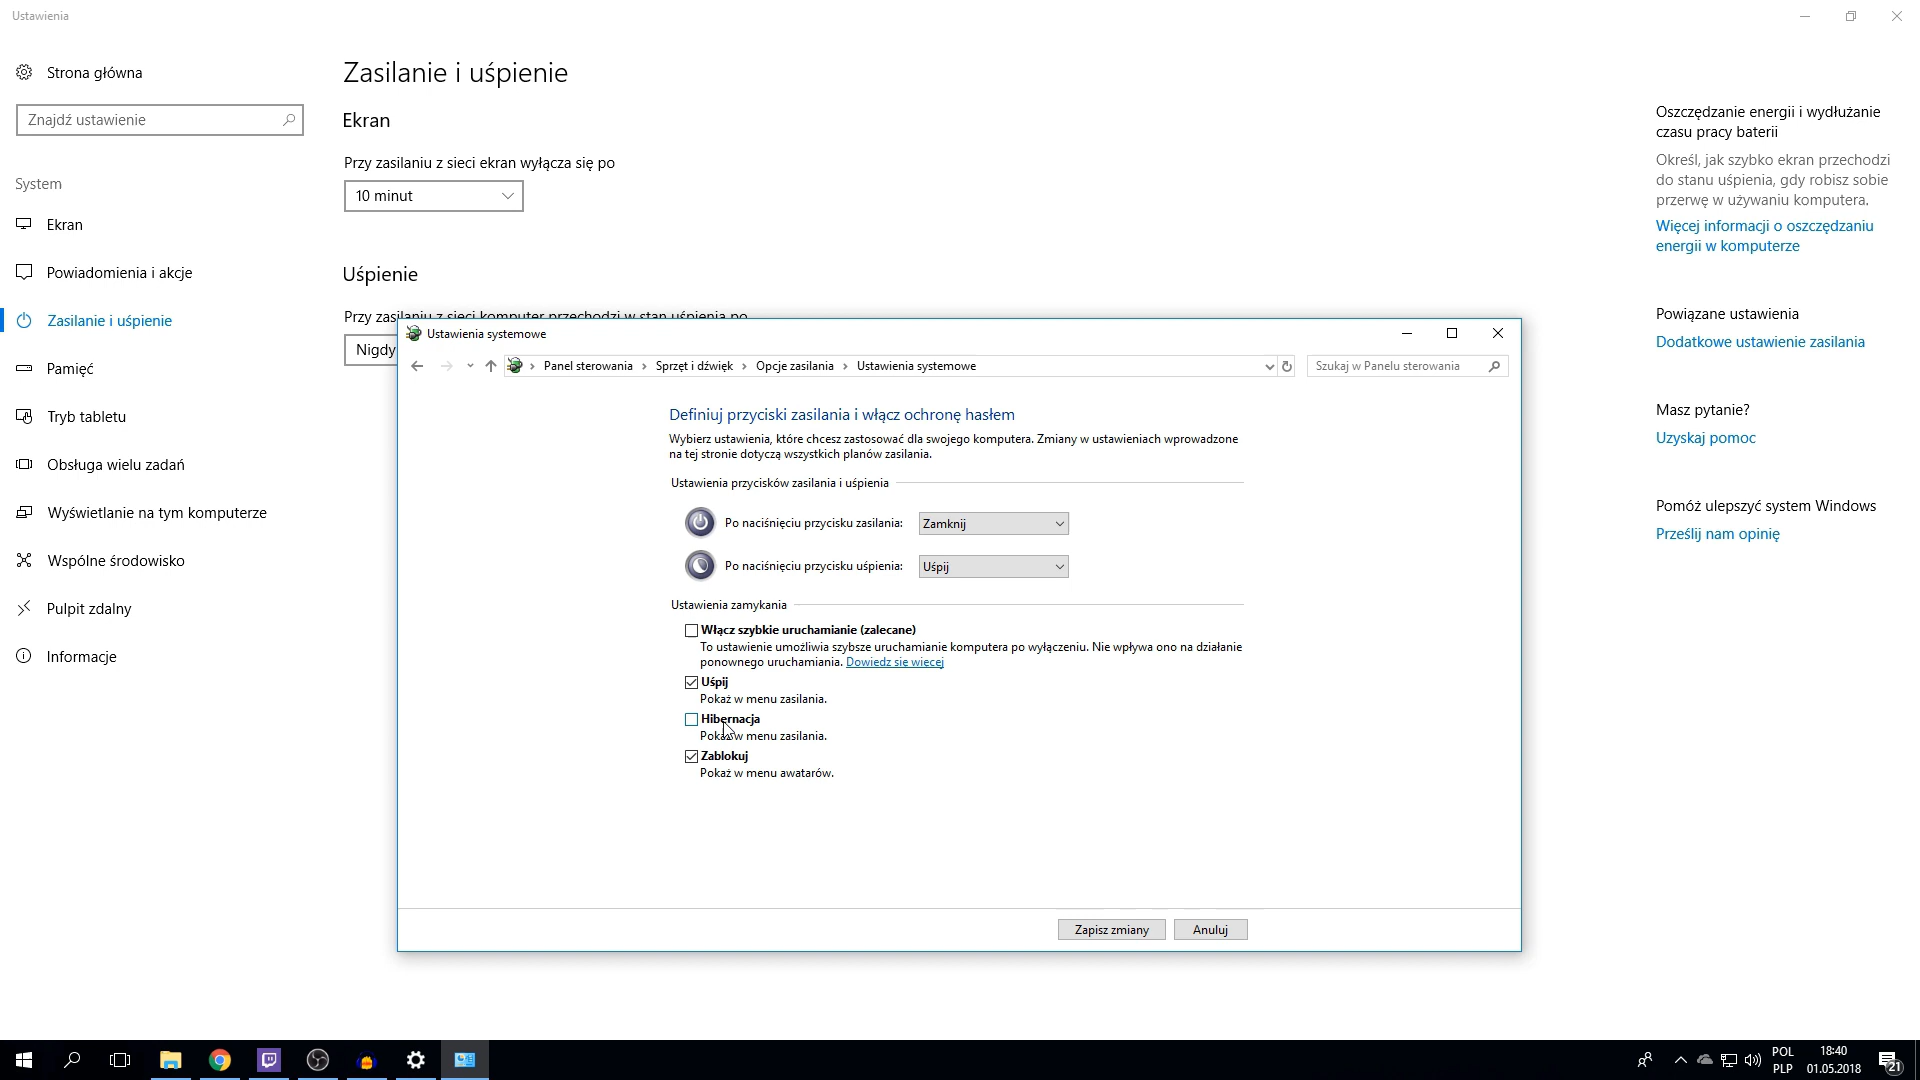 Ustawienia
Strona główna
Znajdź ustawienie
System
Ekran
Powiadomienia i akcje
Zasilanie i uśpienie
Pamięć
Tryb tabletu
Obsługa wielu zadań
Wyświetlanie na tym komputerze
Wspólne środowisko
Pulpit zdalny
Informacje
Zasilanie i uśpienie
Ekran
Przy zasilaniu z sieci ekran wyłącza się po
10 minut
Uśpienie
Przy zasilaniu z sieci komputer przechodzi w stan uśpienia po
Nigdy
Oszczędzanie energii i wydłużanie
czasu pracy baterii
Określ, jak szybko ekran przechodzi
do stanu uśpienia, gdy robisz sobie
przerwę w używaniu komputera.
Więcej informacji o oszczędzaniu
energii w komputerze
Powiązane ustawienia
Dodatkowe ustawienie zasilania
Masz pytanie?
Uzyskaj pomoc
Pomóż ulepszyć system Windows
Prześlij nam opinię
Ustawienia systemowe
Panel sterowania > Sprzęt i dźwięk > Opcje zasilania > Ustawienia systemowe
Szukaj w Panelu sterowania
Definiuj przyciski zasilania i włącz ochronę hasłem
Wybierz ustawienia, które chcesz zastosować dla swojego komputera. Zmiany w ustawieniach wprowadzone
na tej stronie dotyczą wszystkich planów zasilania.
Ustawienia przycisków zasilania i uśpienia
Po naciśnięciu przycisku zasilania: Zamknij
Po naciśnięciu przycisku uśpienia: Uśpij
Ustawienia zamykania
Włącz szybkie uruchamianie (zalecane)
To ustawienie umożliwia szybsze uruchamianie komputera po wyłączeniu. Nie wpływa ono na działanie
ponownego uruchamiania. Dowiedz się więcej
Uśpij
Pokaż w menu zasilania.
Hibernacja
Pokaż w menu zasilania.
Zablokuj
Pokaż w menu awatarów.
Zapisz zmiany
Anuluj
POL
PLP
18:40
01.05.2018
21